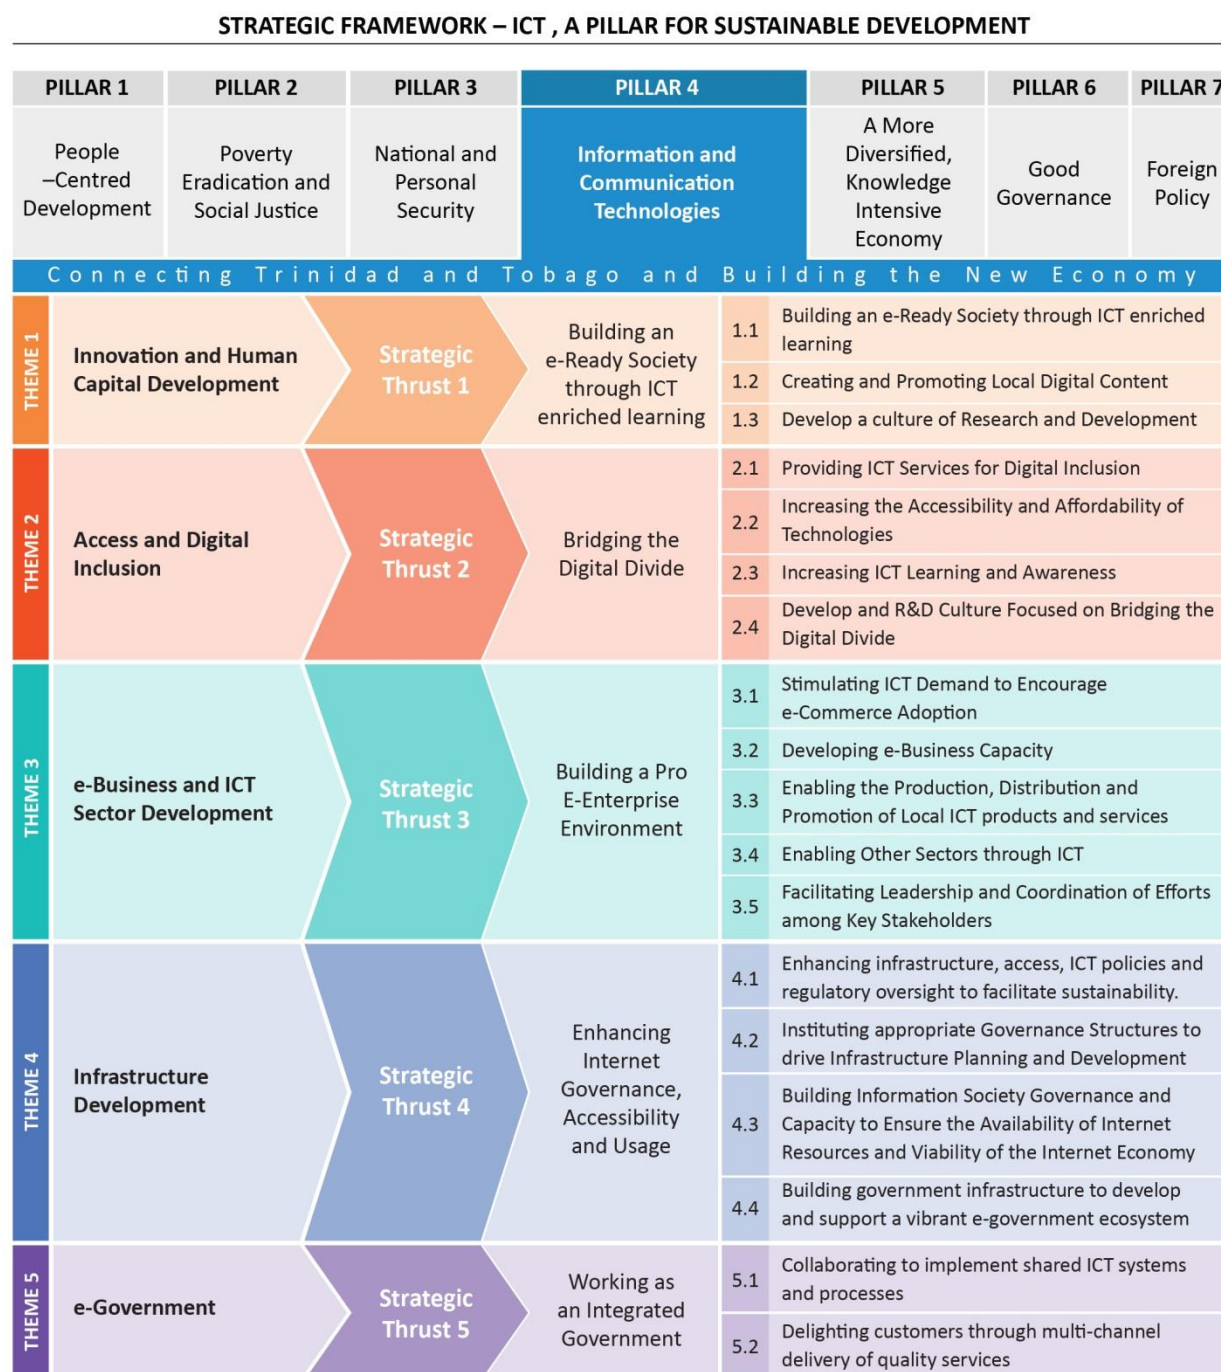 STRATEGIC FRAMEWORK – ICT , A PILLAR FOR SUSTAINABLE DEVELOPMENT
PILLAR 1
People
–Centred
Development
PILLAR 2
Poverty
Eradication and
Social Justice
PILLAR 3
National and
Personal
Security
PILLAR 4
Information and
Communication
Technologies
PILLAR 5
A More
Diversified,
Knowledge
Intensive
Economy
PILLAR 6
Good
Governance
PILLAR 7
Foreign
Policy
Connecting Trinidad and Tobago and Building the New Economy
THEME 1
Innovation and Human
Capital Development
Strategic
Thrust 1
Building an
e-Ready Society
through ICT
enriched learning
1.1
Building an e-Ready Society through ICT enriched
learning
1.2
Creating and Promoting Local Digital Content
1.3
Develop a culture of Research and Development
THEME 2
Access and Digital
Inclusion
Strategic
Thrust 2
Bridging the
Digital Divide
2.1
Providing ICT Services for Digital Inclusion
2.2
Increasing the Accessibility and Affordability of
Technologies
2.3
Increasing ICT Learning and Awareness
2.4
Develop and R&D Culture Focused on Bridging the
Digital Divide
THEME 3
e-Business and ICT
Sector Development
Strategic
Thrust 3
Building a Pro
E-Enterprise
Environment
3.1
Stimulating ICT Demand to Encourage
e-Commerce Adoption
3.2
Developing e-Business Capacity
3.3
Enabling the Production, Distribution and
Promotion of Local ICT products and services
3.4
Enabling Other Sectors through ICT
3.5
Facilitating Leadership and Coordination of Efforts
among Key Stakeholders
THEME 4
Infrastructure
Development
Strategic
Thrust 4
Enhancing
Internet
Governance,
Accessibility
and Usage
4.1
Enhancing infrastructure, access, ICT policies and
regulatory oversight to facilitate sustainability.
4.2
Instituting appropriate Governance Structures to
drive Infrastructure Planning and Development
4.3
Building Information Society Governance and
Capacity to Ensure the Availability of Internet
Resources and Viability of the Internet Economy
4.4
Building government infrastructure to develop
and support a vibrant e-government ecosystem
THEME 5
e-Government
Strategic
Thrust 5
Working as
an Integrated
Government
5.1
Collaborating to implement shared ICT systems
and processes
5.2
Delighting customers through multi-channel
delivery of quality services